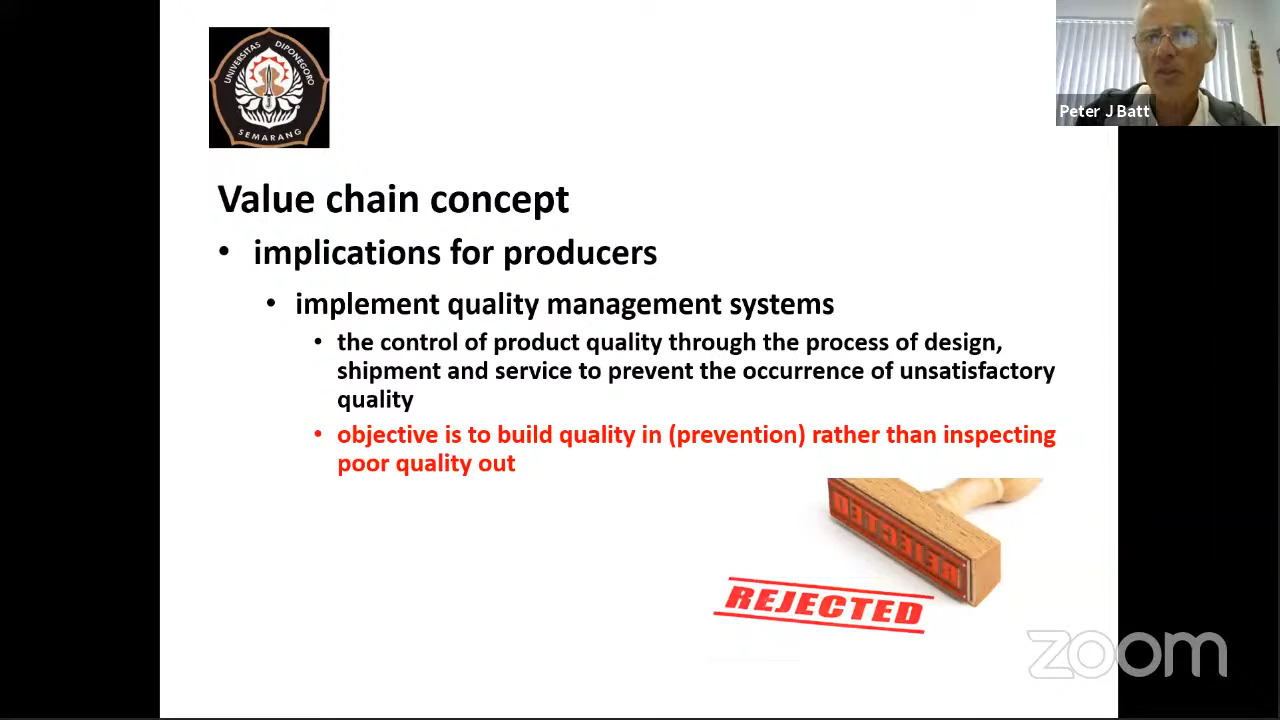 UNIVERSITAS DIPONEGORO
SEMARANG
Peter J Batt
Value chain concept
• implications for producers
• implement quality management systems
• the control of product quality through the process of design,
shipment and service to prevent the occurrence of unsatisfactory
quality
• objective is to build quality in (prevention) rather than inspecting
poor quality out
REJECTED
REJECTED
zoom